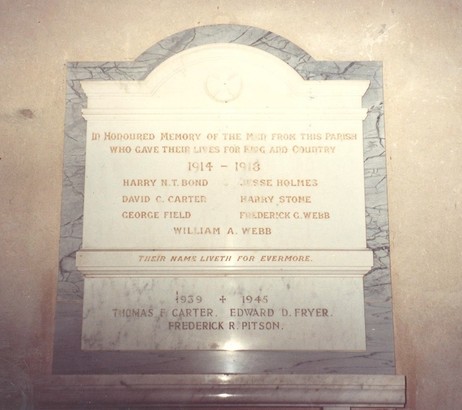 IN HONOURED MEMORY OF THE MEN FROM THIS PARISH
WHO GAVE THEIR LIVES FOR KING AND COUNTRY
1914 - 1918
HARRY N.T. BOND JESSE HOLMES
DAVID C. CARTER HARRY STONE
GEORGE FIELD FREDERICK G. WEBB
WILLIAM A. WEBB
THEIR NAME LIVETH FOR EVERMORE.
1939 + 1945
THOMAS F. CARTER. EDWARD D. FRYER.
FREDERICK R. PITSON.